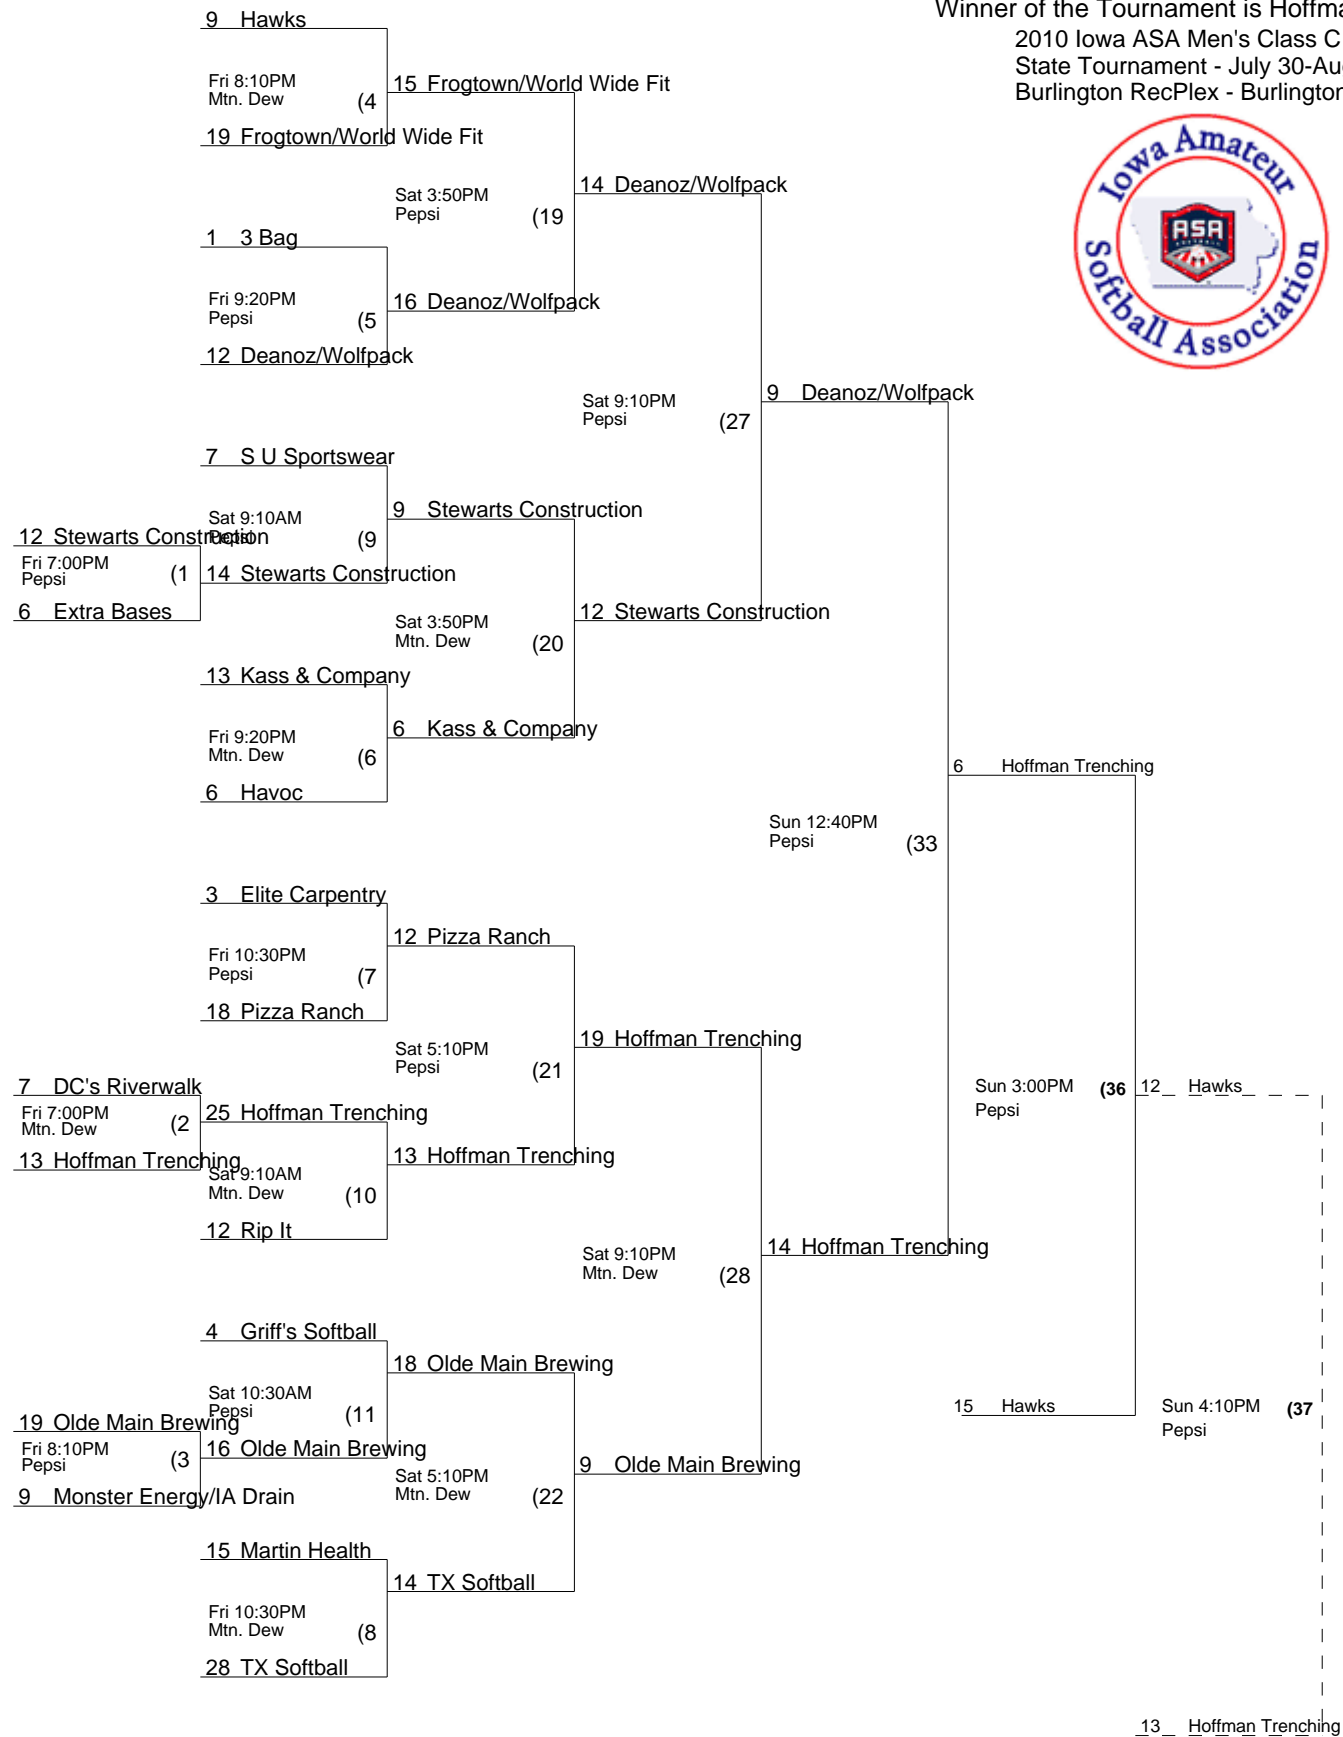 Winner of the Tournament is Hoffma
2010 Iowa ASA Men's Class C
State Tournament - July 30-Au
Burlington RecPlex - Burlington
Iowa Amateur
Softball Association
ASA
9 Hawks
Fri 8:10PM
Mtn. Dew (4
19 Frogtown/World Wide Fit
15 Frogtown/World Wide Fit
Sat 3:50PM
Pepsi (19
14 Deanoz/Wolfpack
1 3 Bag
Fri 9:20PM
Pepsi (5
16 Deanoz/Wolfpack
12 Deanoz/Wolfpack
Sat 9:10PM
Pepsi (27
9 Deanoz/Wolfpack
7 S U Sportswear
Sat 9:10AM
Pepsi (9
9 Stewarts Construction
12 Stewarts Construction
Fri 7:00PM
Pepsi (1
14 Stewarts Construction
6 Extra Bases
Sat 3:50PM
Mtn. Dew (20
12 Stewarts Construction
13 Kass & Company
Fri 9:20PM
Mtn. Dew (6
6 Kass & Company
6 Havoc
6 Hoffman Trenching
Sun 12:40PM
Pepsi (33
3 Elite Carpentry
Fri 10:30PM
Pepsi (7
12 Pizza Ranch
18 Pizza Ranch
Sat 5:10PM
Pepsi (21
19 Hoffman Trenching
7 DC's Riverwalk
Fri 7:00PM
Mtn. Dew (2
25 Hoffman Trenching
13 Hoffman Trenching
Sat 9:10AM
Mtn. Dew (10
13 Hoffman Trenching
12 Rip It
Sun 3:00PM
Pepsi (36
12 Hawks
Sat 9:10PM
Mtn. Dew (28
14 Hoffman Trenching
4 Griff's Softball
Sat 10:30AM
Pepsi (11
18 Olde Main Brewing
19 Olde Main Brewing
Fri 8:10PM
Pepsi (3
16 Olde Main Brewing
9 Monster Energy/IA Drain
Sat 5:10PM
Mtn. Dew (22
9 Olde Main Brewing
15 Hawks
Sun 4:10PM
Pepsi (37
15 Martin Health
Fri 10:30PM
Mtn. Dew (8
14 TX Softball
28 TX Softball
13 Hoffman Trenching